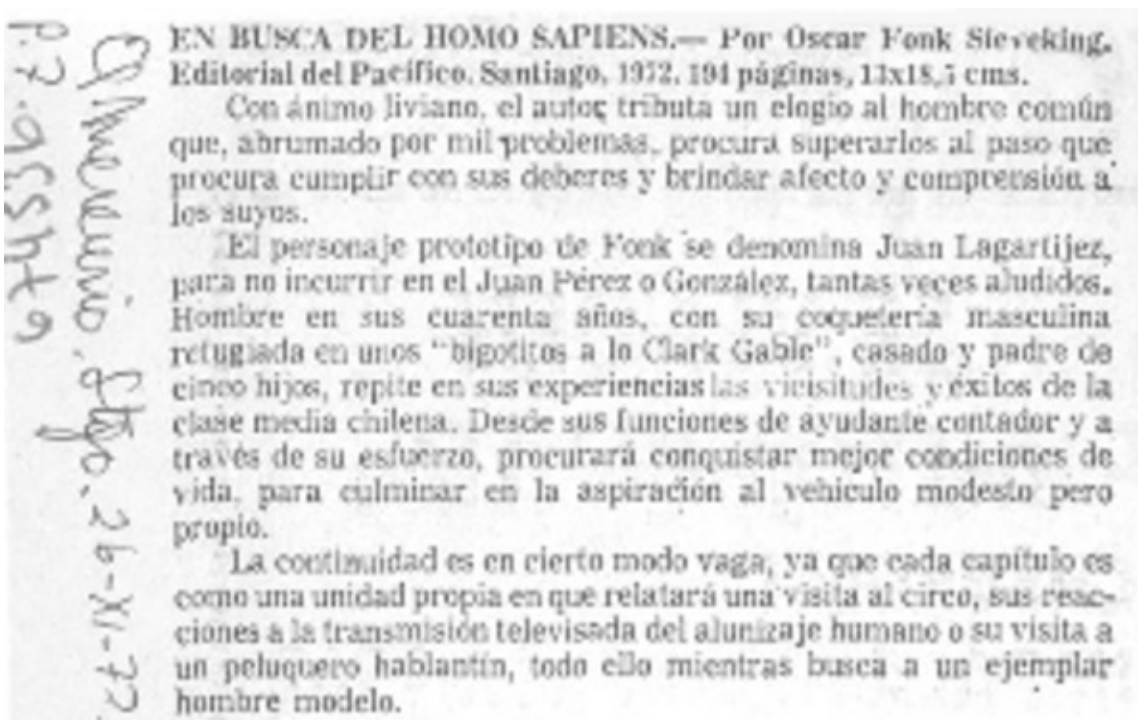 EN BUSCA DEL HOMO SAPIENS.— Por Oscar Fonk Sieveking.
Editorial del Pacífico. Santiago, 1972. 194 páginas, 13x18,5 cms.
Con ánimo liviano, el autor tributa un elogio al hombre común
que, abrumado por mil problemas, procura superarlos al paso que
procura cumplir con sus deberes y brindar afecto y comprensión a
los suyos.
El personaje prototipo de Fonk se denomina Juan Lagartijez,
para no incurrir en el Juan Pérez o González, tantas veces aludidos.
Hombre en sus cuarenta años, con su coquetería masculina
refugiada en unos "bigotitos a lo Clark Gable", casado y padre de
cinco hijos, repite en sus experiencias las vicisitudes y éxitos de la
clase media chilena. Desde sus funciones de ayudante contador y a
través de su esfuerzo, procurará conquistar mejor condiciones de
vida, para culminar en la aspiración al vehículo modesto pero
propio.
La continuidad es en cierto modo vaga, ya que cada capítulo es
como una unidad propia en que relatará una visita al circo, sus reac-
ciones a la transmisión televisada del alunizaje humano o su visita a
un peluquero hablantín, todo ello mientras busca a un ejemplar
hombre modelo.
El Mercurio. Stgo. 26-XI-72.
p.7.